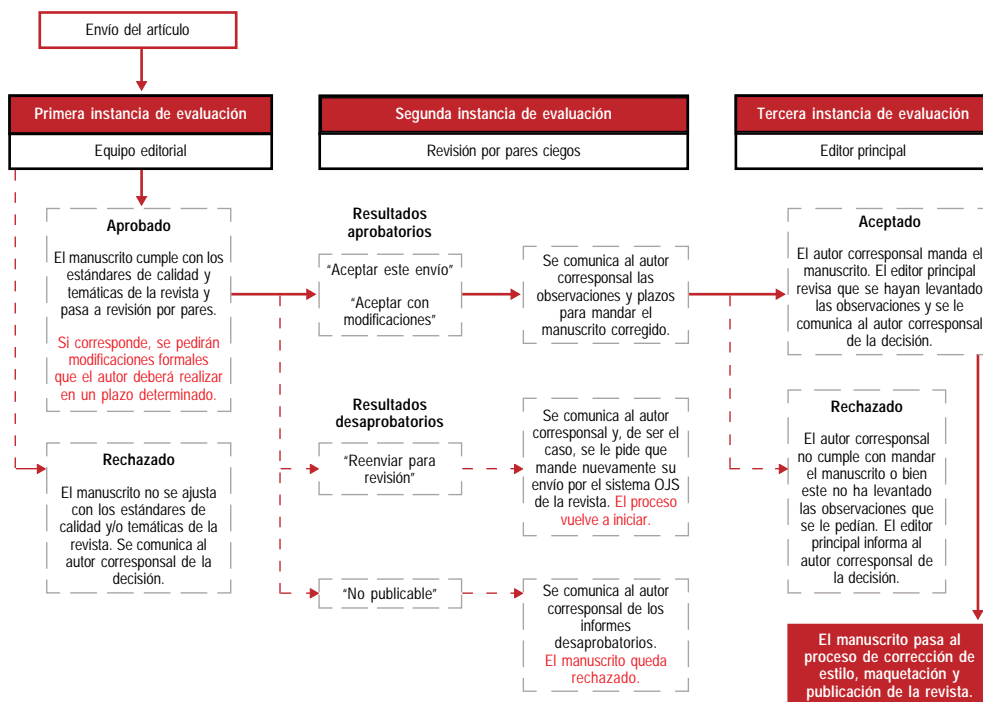 Envío del artículo
Primera instancia de evaluación
Equipo editorial
Segunda instancia de evaluación
Revisión por pares ciegos
Tercera instancia de evaluación
Editor principal
Aprobado
El manuscrito cumple con los
estándares de calidad y
temáticas de la revista y
pasa a revisión por pares.
Si corresponde, se pedirán
modificaciones formales
que el autor deberá realizar
en un plazo determinado.
Rechazado
El manuscrito no se ajusta
con los estándares de
calidad y/o temáticas de la
revista. Se comunica al
autor corresponsal de la
decisión.
Resultados
aprobatorios
“Aceptar este envío”
“Aceptar con
modificaciones”
Se comunica al autor
corresponsal las
observaciones y plazos
para mandar el
manuscrito corregido.
Resultados
desaprobatorios
“Reenviar para
revisión”
Se comunica al autor
corresponsal y, de ser el
caso, se le pide que
mande nuevamente su
envío por el sistema OJS
de la revista. El proceso
vuelve a iniciar.
“No publicable”
Se comunica al autor
corresponsal de los
informes
desaprobatorios.
El manuscrito queda
rechazado.
Aceptado
El autor corresponsal manda el
manuscrito. El editor principal
revisa que se hayan levantado
las observaciones y se le
comunica al autor corresponsal
de la decisión.
Rechazado
El autor corresponsal
no cumple con mandar
el manuscrito o bien
este no ha levantado
las observaciones que
se le pedían. El editor
principal informa al
autor corresponsal de
la decisión.
El manuscrito pasa al
proceso de corrección de
estilo, maquetación y
publicación de la revista.